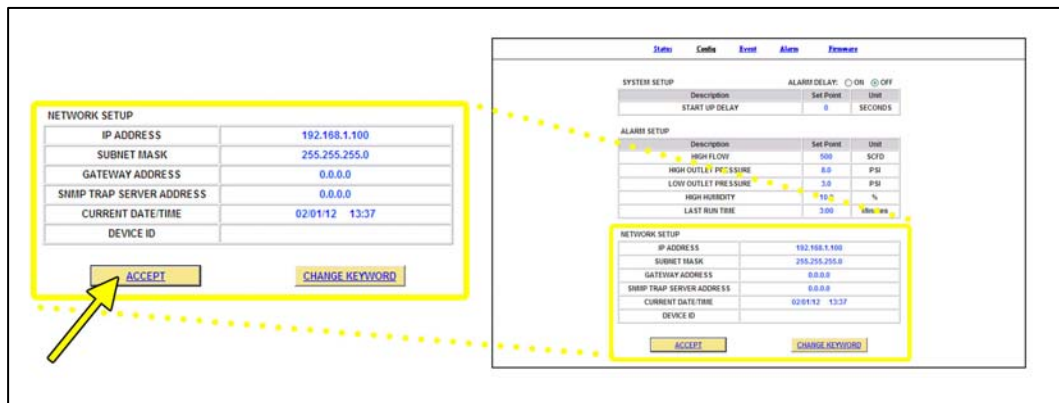 NETWORK SETUP
IP ADDRESS 192.168.1.100
SUBNET MASK 255.255.255.0
GATEWAY ADDRESS 0.0.0.0
SNMP TRAP SERVER ADDRESS 0.0.0.0
CURRENT DATE/TIME 02/01/12 13:37
DEVICE ID
ACCEPT CHANGE KEYWORD
Status Config Event Alarm Firmware
SYSTEM SETUP ALARM DELAY: ON OFF
Description Set Point Unit
START UP DELAY 0 SECONDS
ALARM SETUP
Description Set Point Unit
HIGH FLOW 500 SCFD
HIGH OUTLET PRESSURE 8.0 PSI
LOW OUTLET PRESSURE 3.0 PSI
HIGH HUMIDITY %
LAST RUN TIME 3:00 Minutes
NETWORK SETUP
IP ADDRESS 192.168.1.100
SUBNET MASK 255.255.255.0
GATEWAY ADDRESS 0.0.0.0
SNMP TRAP SERVER ADDRESS 0.0.0.0
CURRENT DATE/TIME 02/01/12 13:37
DEVICE ID
ACCEPT CHANGE KEYWORD